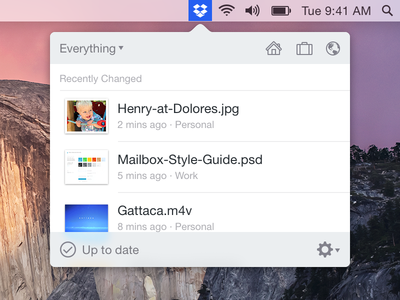 Tue 9:41 AM
Everything
Recently Changed
Henry-at-Dolores.jpg
2 mins ago · Personal
Mailbox-Style-Guide.psd
5 mins ago · Work
Gattaca.m4v
8 mins ago · Personal
Up to date